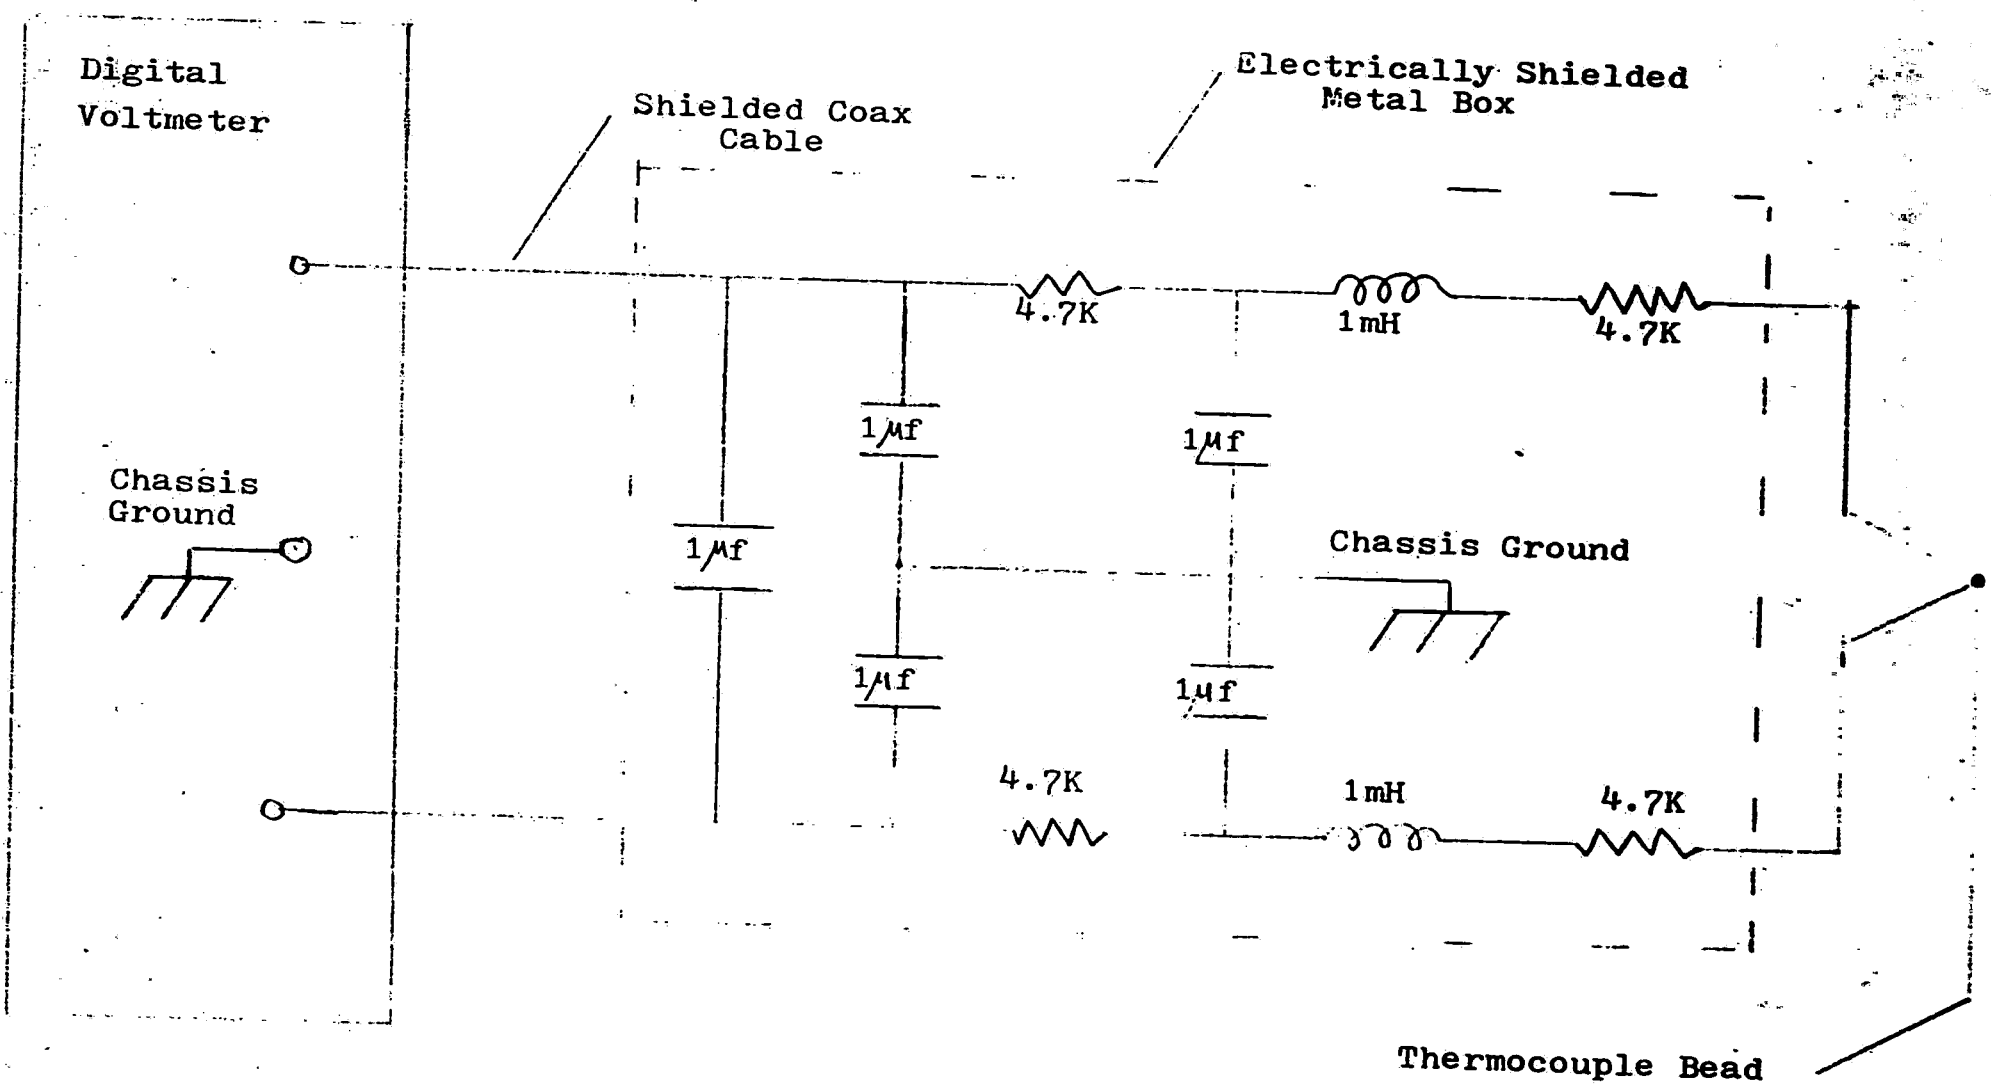 Digital
Voltmeter
Shielded Coax
Cable
Electrically Shielded
Metal Box
4.7K
1mH
4.7K
1μf
1μf
Chassis
Ground
1μf
Chassis Ground
1μf
1μf
4.7K
1mH
4.7K
Thermocouple Bead